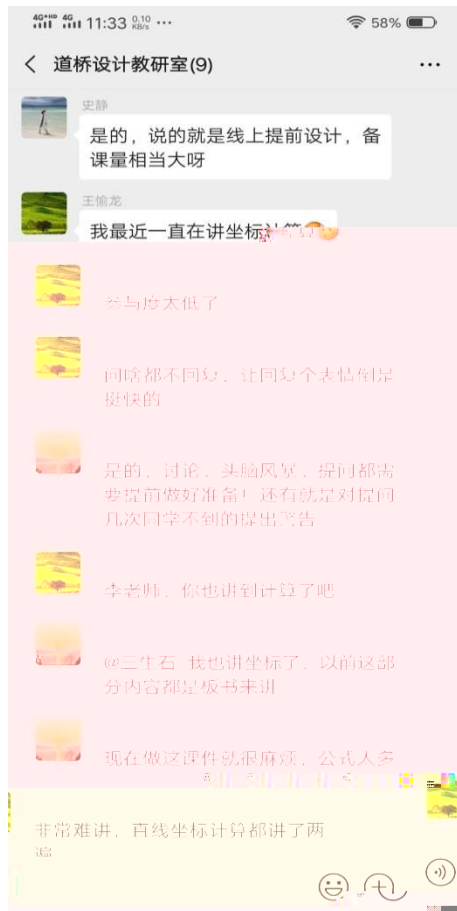 4G+HD 4G 11:33 0.10 KB/s ··· 58%
道桥设计教研室(9) ···
史静
是的，说的就是线上提前设计，备
课量相当大呀
王愉龙
我最近一直在讲坐标计算
参与度太低了
问啥都不回复，让回复个表情倒是
挺快的
是的，讨论、头脑风暴、提问都需
要提前做好准备！还有就是对提问
几次同学不到的提出警告
李老师，你也讲到计算了吧
@三生石 我也讲坐标了，以前这部
分内容都是板书来讲
现在做这课件就很麻烦，公式太多
非常难讲，直线坐标计算都讲了两
遍